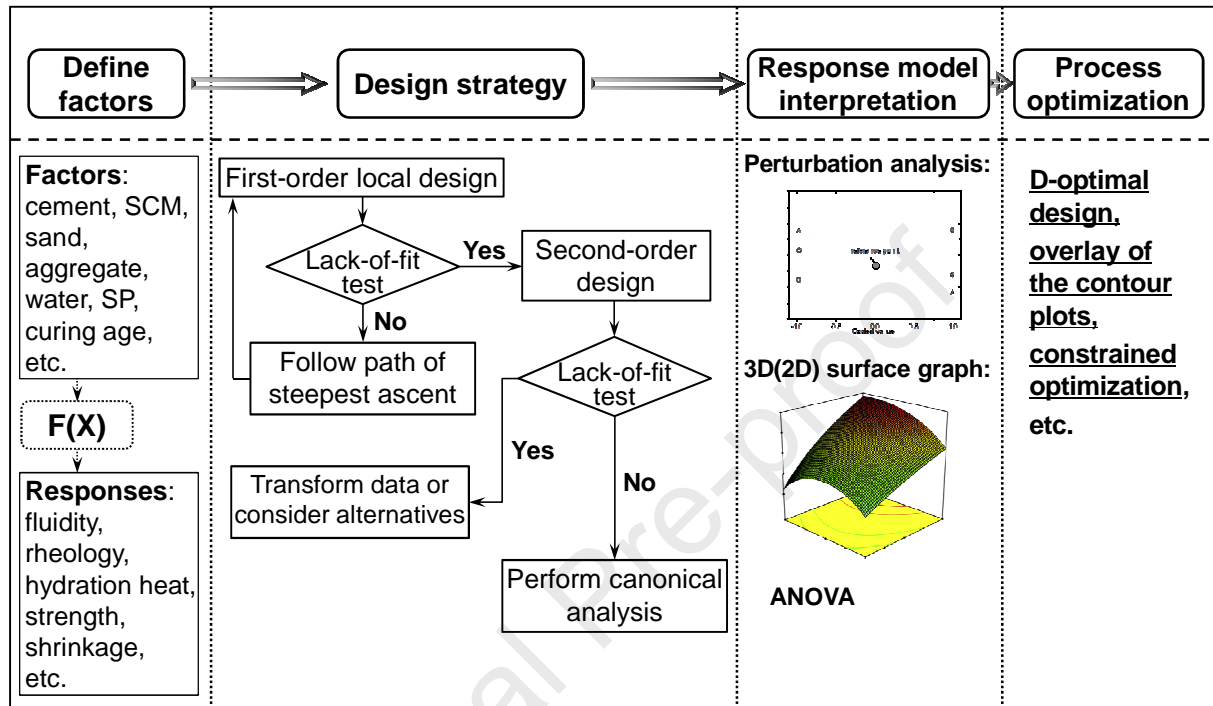 Define
factors
Design strategy
Response model
interpretation
Process
optimization
Factors:
cement, SCM,
sand,
aggregate,
water, SP,
curing age,
etc.
F(X)
Responses:
fluidity,
rheology,
hydration heat,
strength,
shrinkage,
etc.
First-order local design
Lack-of-fit
test
Yes
No
Follow path of
steepest ascent
Second-order
design
Lack-of-fit
test
Yes
No
Transform data or
consider alternatives
Perform canonical
analysis
Perturbation analysis:
3D(2D) surface graph:
ANOVA
D-optimal
design,
overlay of
the contour
plots,
constrained
optimization,
etc.
al Pre-proof